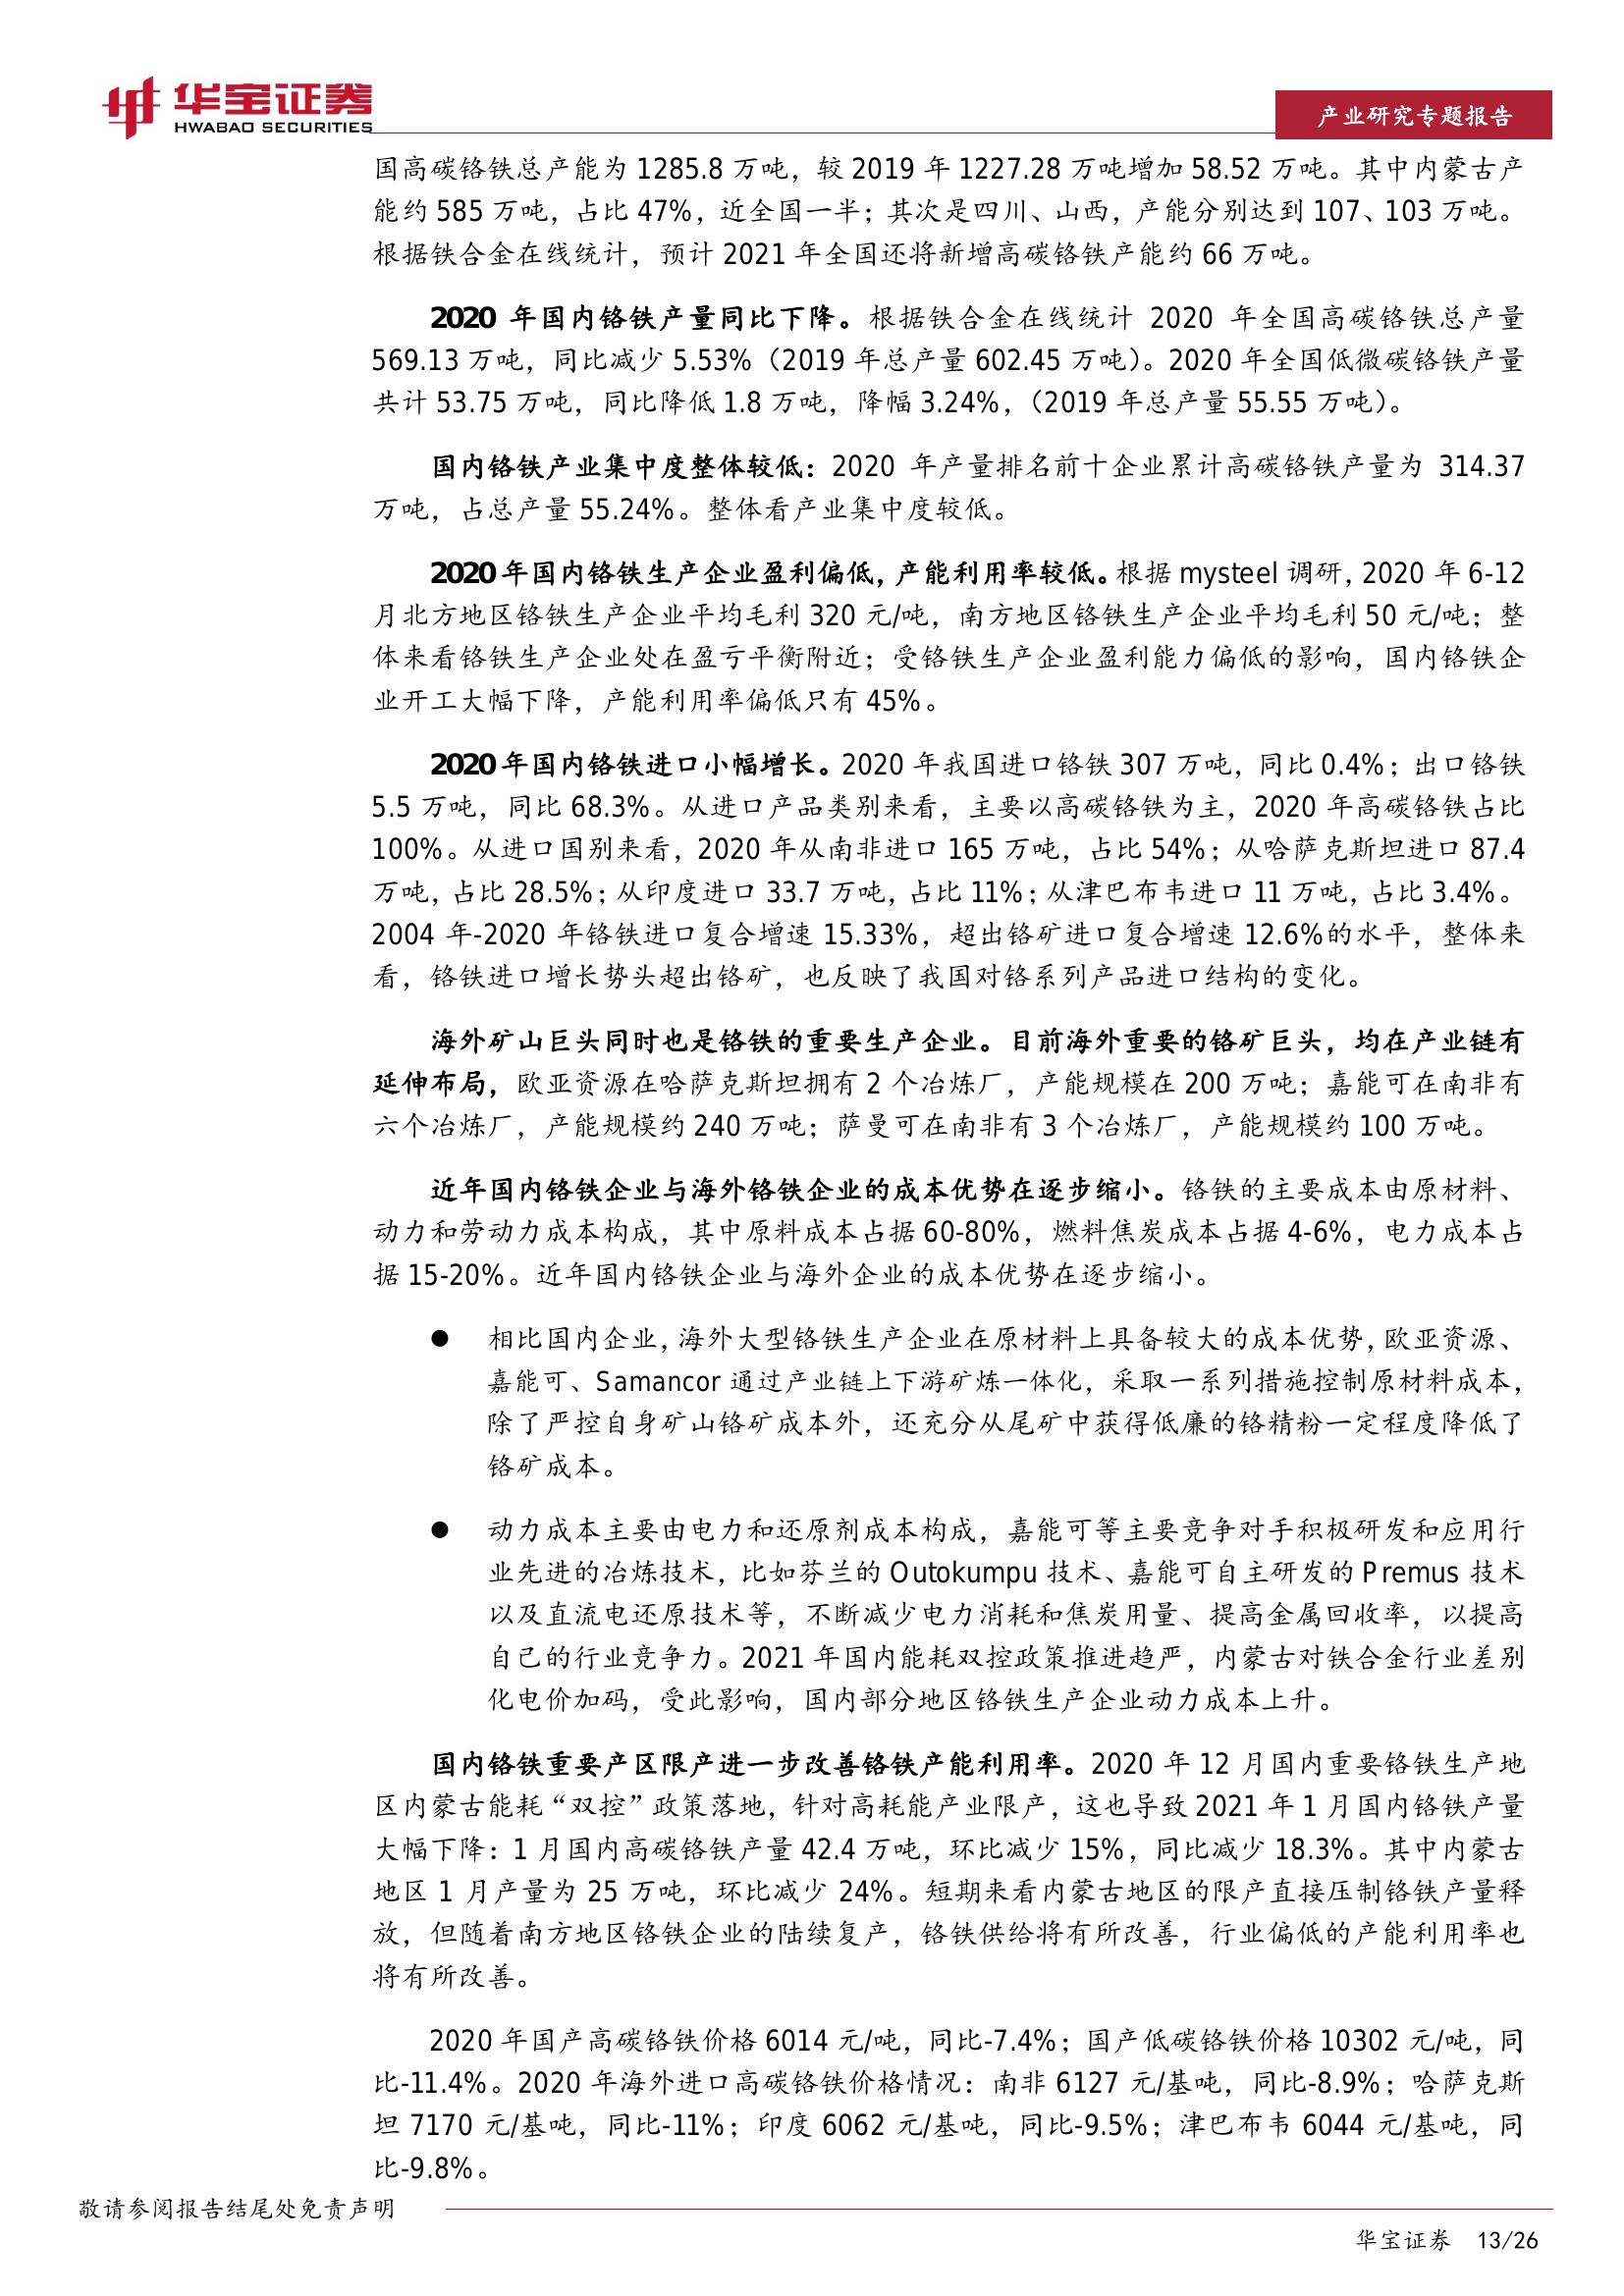 华宝证券
HWABAO SECURITIES
产业研究专题报告
国高碳铬铁总产能为 1285.8 万吨，较 2019 年 1227.28 万吨增加 58.52 万吨。其中内蒙古产
能约 585 万吨，占比 47%，近全国一半；其次是四川、山西，产能分别达到 107、103 万吨。
根据铁合金在线统计，预计 2021 年全国还将新增高碳铬铁产能约 66 万吨。
2020 年国内铬铁产量同比下降。根据铁合金在线统计 2020 年全国高碳铬铁总产量
569.13 万吨，同比减少 5.53%（2019 年总产量 602.45 万吨）。2020 年全国低微碳铬铁产量
共计 53.75 万吨，同比降低 1.8 万吨，降幅 3.24%，（2019 年总产量 55.55 万吨）。
国内铬铁产业集中度整体较低：2020 年产量排名前十企业累计高碳铬铁产量为 314.37
万吨，占总产量 55.24%。整体看产业集中度较低。
2020 年国内铬铁生产企业盈利偏低，产能利用率较低。根据 mysteel 调研，2020 年 6-12
月北方地区铬铁生产企业平均毛利 320 元/吨，南方地区铬铁生产企业平均毛利 50 元/吨；整
体来看铬铁生产企业处在盈亏平衡附近；受铬铁生产企业盈利能力偏低的影响，国内铬铁企
业开工大幅下降，产能利用率偏低只有 45%。
2020 年国内铬铁进口小幅增长。2020 年我国进口铬铁 307 万吨，同比 0.4%；出口铬铁
5.5 万吨，同比 68.3%。从进口产品类别来看，主要以高碳铬铁为主，2020 年高碳铬铁占比
100%。从进口国别来看，2020 年从南非进口 165 万吨，占比 54%；从哈萨克斯坦进口 87.4
万吨，占比 28.5%；从印度进口 33.7 万吨，占比 11%；从津巴布韦进口 11 万吨，占比 3.4%。
2004 年-2020 年铬铁进口复合增速 15.33%，超出铬矿进口复合增速 12.6%的水平，整体来
看，铬铁进口增长势头超出铬矿，也反映了我国对铬系列产品进口结构的变化。
海外矿山巨头同时也是铬铁的重要生产企业。目前海外重要的铬矿巨头，均在产业链有
延伸布局，欧亚资源在哈萨克斯坦拥有 2 个冶炼厂，产能规模在 200 万吨；嘉能可在南非有
六个冶炼厂，产能规模约 240 万吨；萨曼可在南非有 3 个冶炼厂，产能规模约 100 万吨。
近年国内铬铁企业与海外铬铁企业的成本优势在逐步缩小。铬铁的主要成本由原材料、
动力和劳动力成本构成，其中原料成本占据 60-80%，燃料焦炭成本占据 4-6%，电力成本占
据 15-20%。近年国内铬铁企业与海外企业的成本优势在逐步缩小。
● 相比国内企业，海外大型铬铁生产企业在原材料上具备较大的成本优势，欧亚资源、
嘉能可、Samancor 通过产业链上下游矿炼一体化，采取一系列措施控制原材料成本，
除了严控自身矿山铬矿成本外，还充分从尾矿中获得低廉的铬精粉一定程度降低了
铬矿成本。
● 动力成本主要由电力和还原剂成本构成，嘉能可等主要竞争对手积极研发和应用行
业先进的冶炼技术，比如芬兰的 Outokumpu 技术、嘉能可自主研发的 Premus 技术
以及直流电还原技术等，不断减少电力消耗和焦炭用量、提高金属回收率，以提高
自己的行业竞争力。2021 年国内能耗双控政策推进趋严，内蒙古对铁合金行业差别
化电价加码，受此影响，国内部分地区铬铁生产企业动力成本上升。
国内铬铁重要产区限产进一步改善铬铁产能利用率。2020 年 12 月国内重要铬铁生产地
区内蒙古能耗“双控”政策落地，针对高耗能产业限产，这也导致 2021 年 1 月国内铬铁产量
大幅下降：1 月国内高碳铬铁产量 42.4 万吨，环比减少 15%，同比减少 18.3%。其中内蒙古
地区 1 月产量为 25 万吨，环比减少 24%。短期来看内蒙古地区的限产直接压制铬铁产量释
放，但随着南方地区铬铁企业的陆续复产，铬铁供给将有所改善，行业偏低的产能利用率也
将有所改善。
2020 年国产高碳铬铁价格 6014 元/吨，同比-7.4%；国产低碳铬铁价格 10302 元/吨，同
比-11.4%。2020 年海外进口高碳铬铁价格情况：南非 6127 元/基吨，同比-8.9%；哈萨克斯
坦 7170 元/基吨，同比-11%；印度 6062 元/基吨，同比-9.5%；津巴布韦 6044 元/基吨，同
比-9.8%。
敬请参阅报告结尾处免责声明
华宝证券 13/26